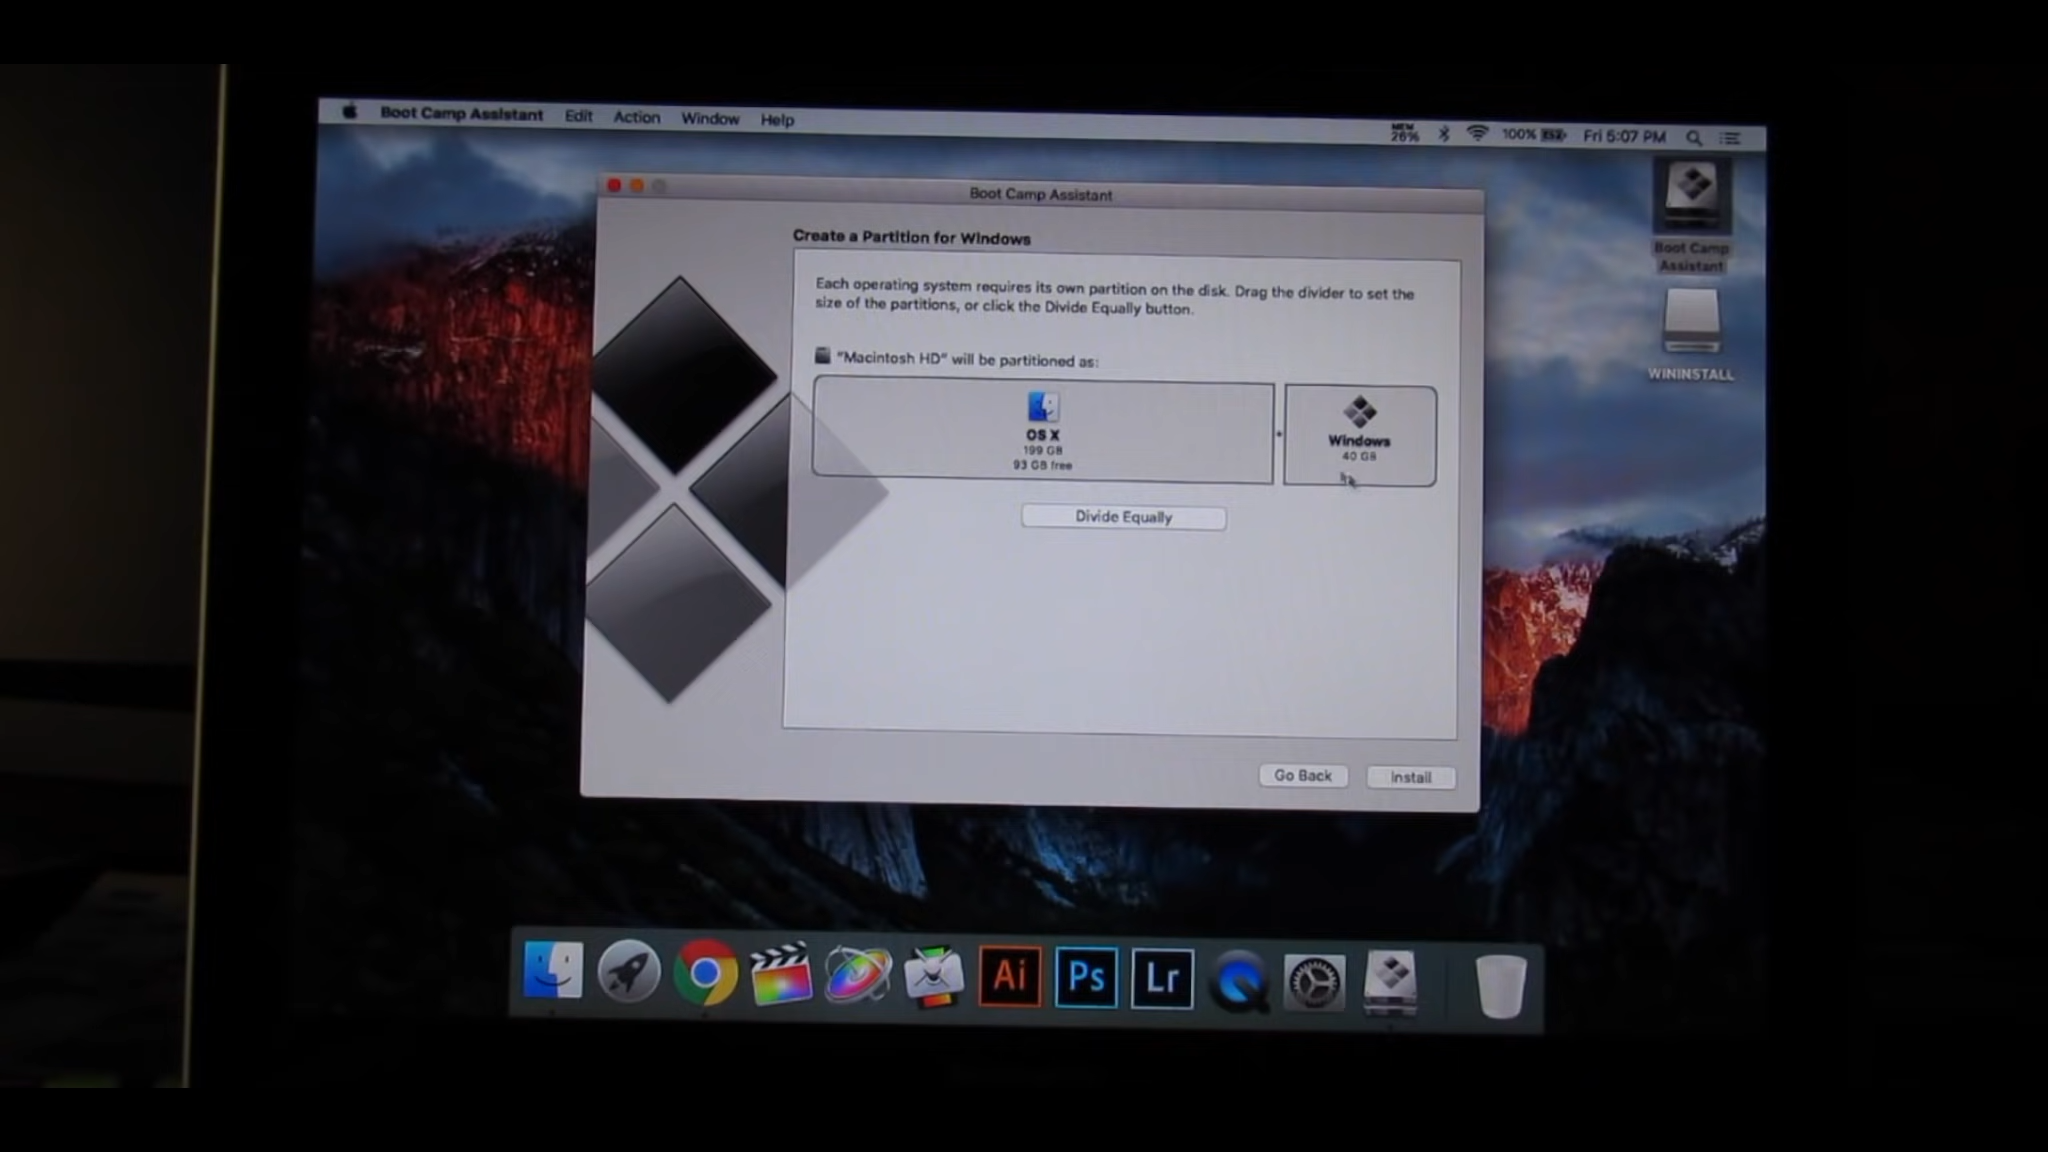 Boot Camp Assistant Edit Action Window Help
MEM 26% 100% Fri 5:07 PM
Boot Camp Assistant
Create a Partition for Windows
Each operating system requires its own partition on the disk. Drag the divider to set the
size of the partitions, or click the Divide Equally button.
"Macintosh HD" will be partitioned as:
OS X
199 GB
93 GB free
Windows
40 GB
Divide Equally
Go Back Install
Boot Camp
Assistant
WININSTALL
Ai Ps Lr